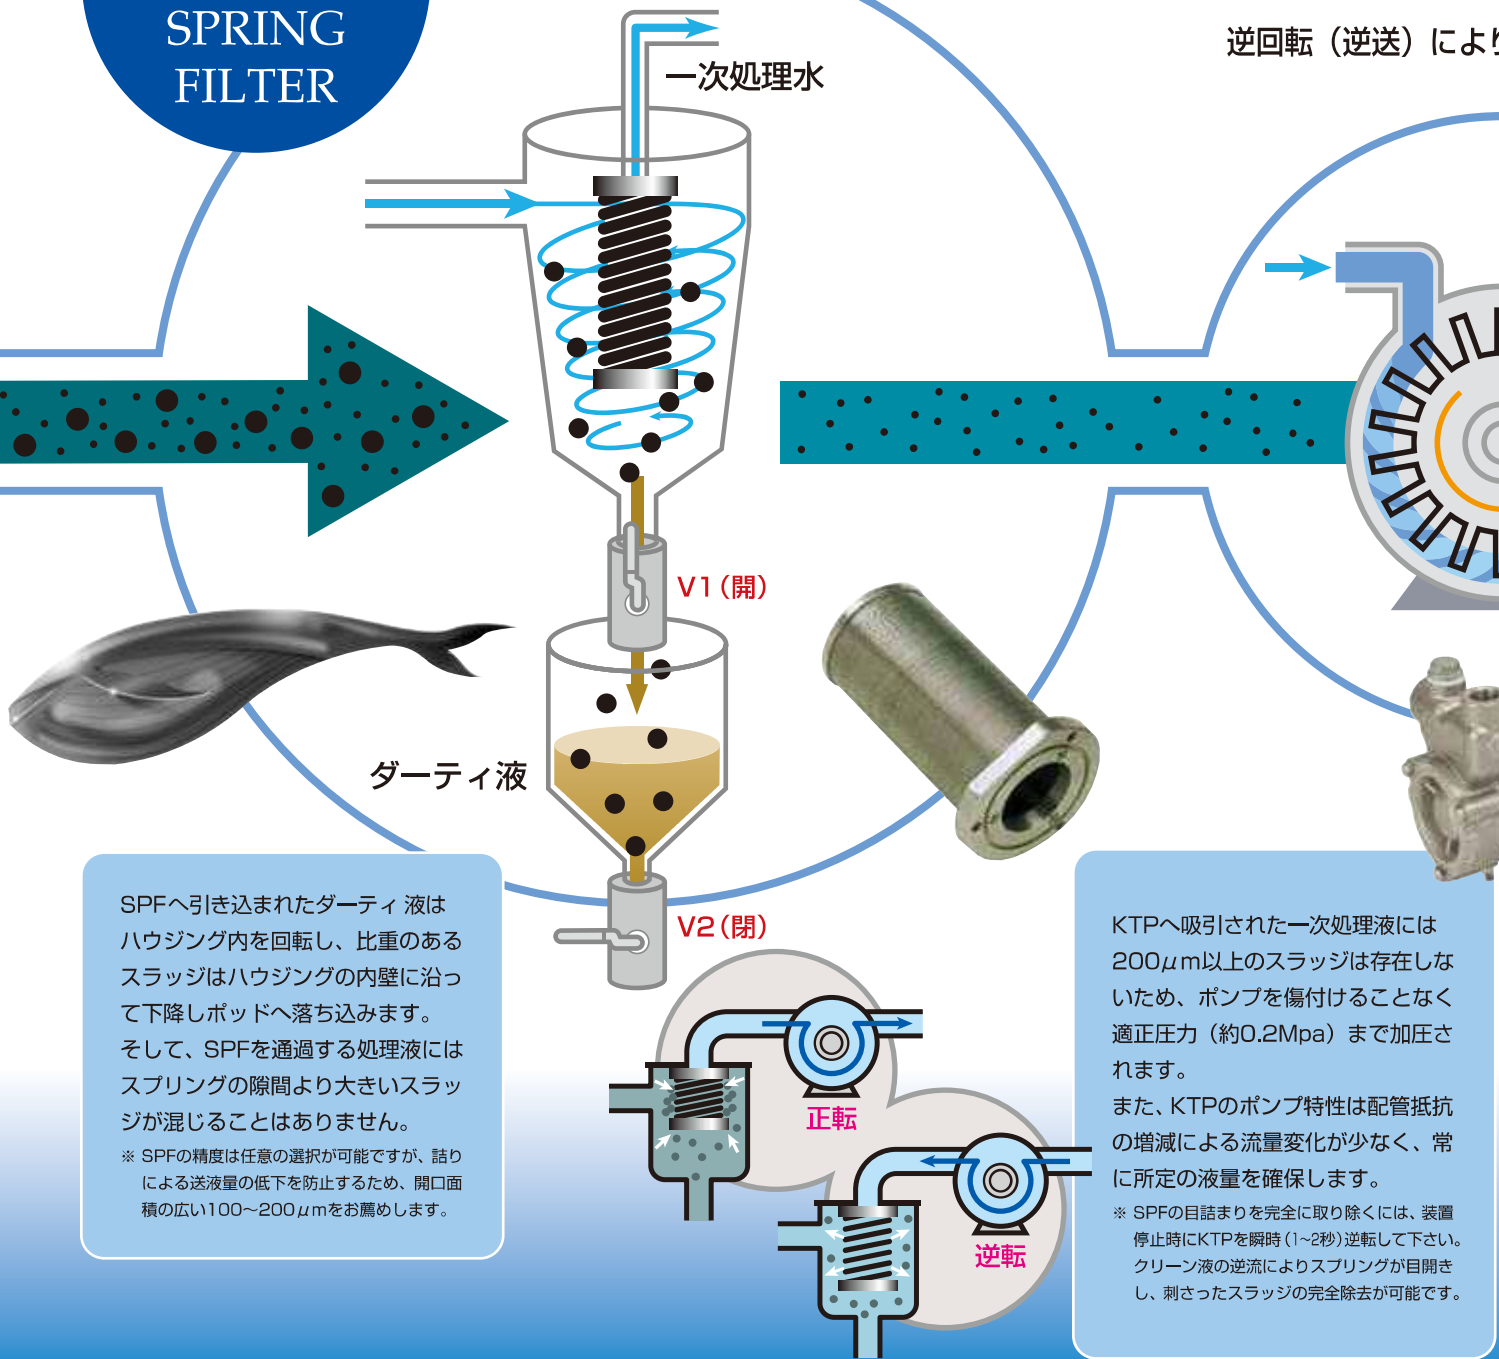 SPRING
FILTER
一次処理水
逆回転（逆送）によ
V1（開）
ダーティ液
V2（閉）
SPFへ引き込まれたダーティ 液は
ハウジング内を回転し、比重のある
スラッジはハウジングの内壁に沿っ
て下降しポッドへ落ち込みます。
そして、SPFを通過する処理液には
スプリングの隙間より大きいスラッ
ジが混じることはありません。
※ SPFの精度は任意の選択が可能ですが、詰り
による送液量の低下を防止するため、開口面
積の広い100～200μmをお薦めします。
正転
逆転
KTPへ吸引された一次処理液には
200μm以上のスラッジは存在しな
いため、ポンプを傷付けることなく
適正圧力（約0.2Mpa）まで加圧さ
れます。
また、KTPのポンプ特性は配管抵抗
の増減による流量変化が少なく、常
に所定の液量を確保します。
※ SPFの目詰まりを完全に取り除くには、装置
停止時にKTPを瞬時（1~2秒）逆転して下さい。
クリーン液の逆流によりスプリングが目開き
し、刺さったスラッジの完全除去が可能です。